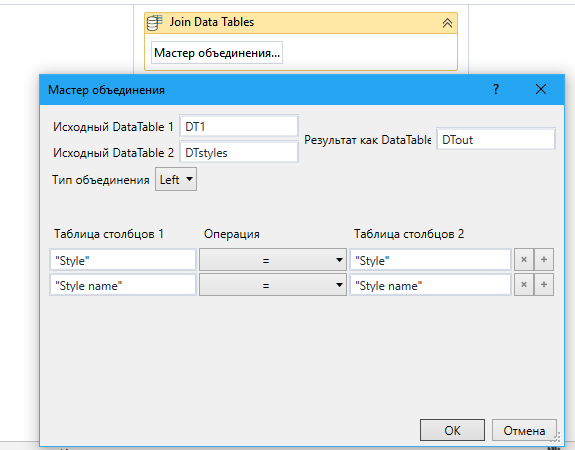 Join Data Tables
Мастер объединения...
Мастер объединения ?
Исходный DataTable 1 DT1
Результат как DataTable DTout
Исходный DataTable 2 DTstyles
Тип объединения Left
Таблица столбцов 1 Операция Таблица столбцов 2
"Style" = "Style" × +
"Style name" = "Style name" × +
OK Отмена